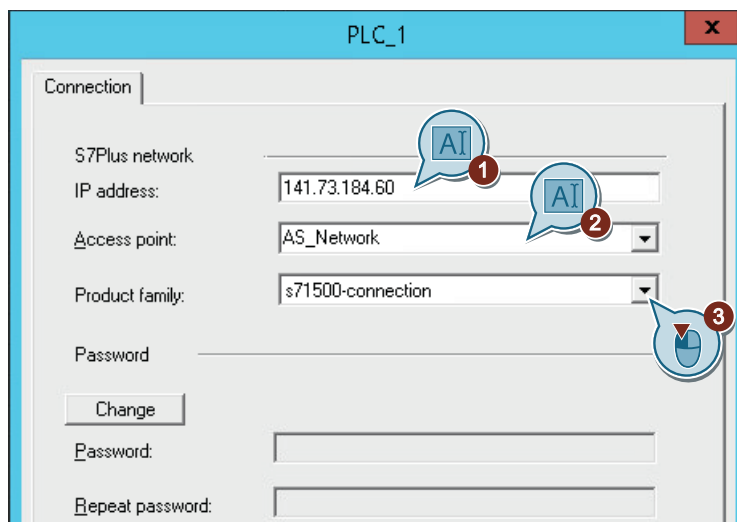 PLC_1
x
Connection
S7Plus network
AI
1
IP address:
141.73.184.60
AI
2
Access point:
AS_Network
Product family:
s71500-connection
3
Password
Change
Password:
Repeat password: